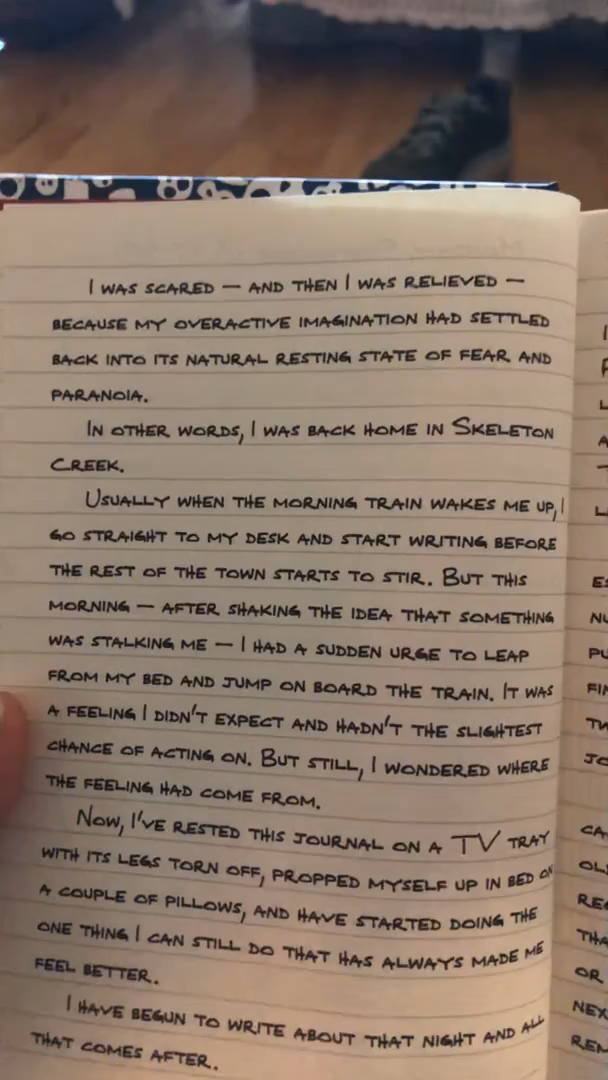 I WAS SCARED — AND THEN I WAS RELIEVED —
BECAUSE MY OVERACTIVE IMAGINATION HAD SETTLED
BACK INTO ITS NATURAL RESTING STATE OF FEAR AND
PARANOIA.
IN OTHER WORDS, I WAS BACK HOME IN SKELETON
CREEK.
USUALLY WHEN THE MORNING TRAIN WAKES ME UP, I
GO STRAIGHT TO MY DESK AND START WRITING BEFORE
THE REST OF THE TOWN STARTS TO STIR. BUT THIS
MORNING — AFTER SHAKING THE IDEA THAT SOMETHING
WAS STALKING ME — I HAD A SUDDEN URGE TO LEAP
FROM MY BED AND JUMP ON BOARD THE TRAIN. IT WAS
A FEELING I DIDN'T EXPECT AND HADN'T THE SLIGHTEST
CHANCE OF ACTING ON. BUT STILL, I WONDERED WHERE
THE FEELING HAD COME FROM.
NOW, I'VE RESTED THIS JOURNAL ON A TV TRAY
WITH ITS LEGS TORN OFF, PROPPED MYSELF UP IN BED ON
A COUPLE OF PILLOWS, AND HAVE STARTED DOING THE
ONE THING I CAN STILL DO THAT HAS ALWAYS MADE ME
FEEL BETTER.
I HAVE BEGUN TO WRITE ABOUT THAT NIGHT AND ALL
THAT COMES AFTER.